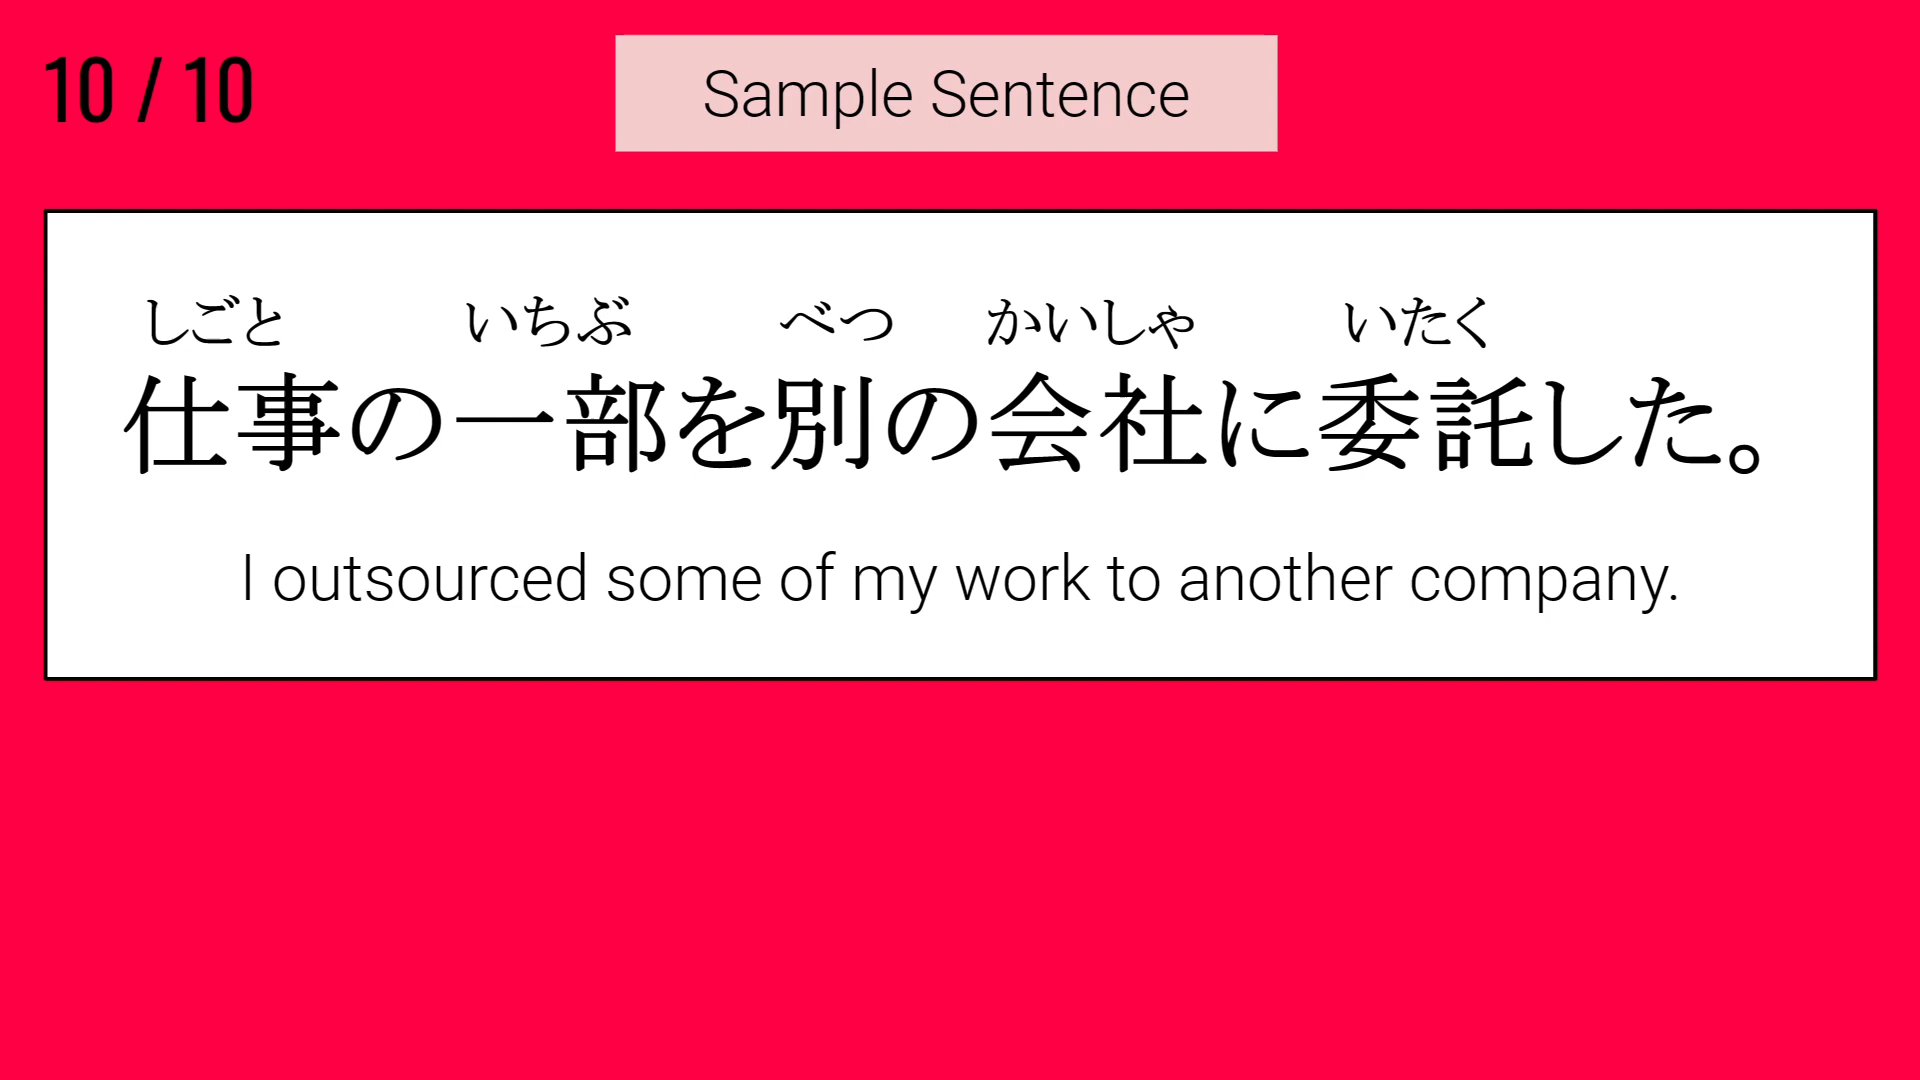 10 / 10
Sample Sentence
しごと いちぶ べつ かいしゃ いたく
仕事の一部を別の会社に委託した。
I outsourced some of my work to another company.